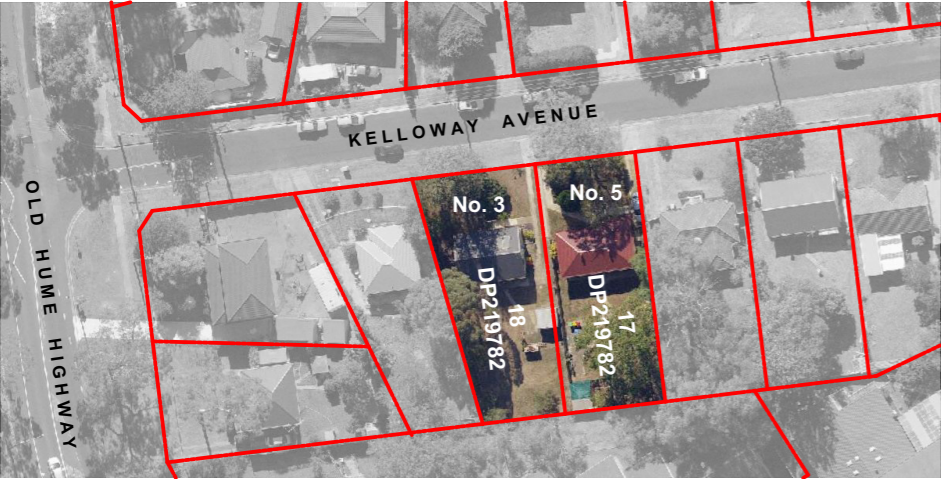 KELLOWAY AVENUE
OLD HUME HIGHWAY
No. 3
No. 5
18
DP219782
17
DP219782